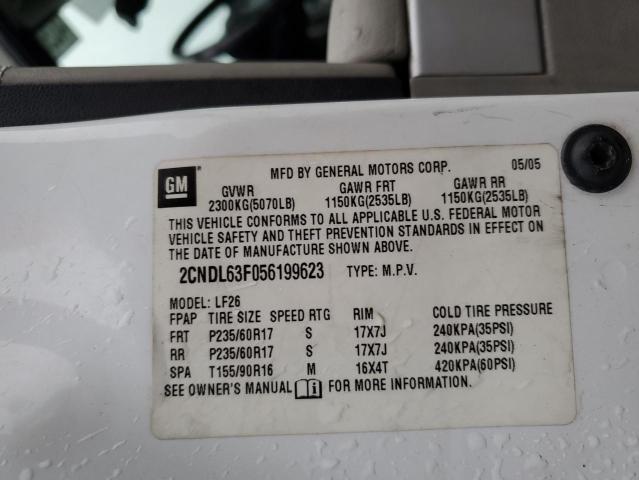 GM
MFD BY GENERAL MOTORS CORP. 05/05
GVWR GAWR FRT GAWR RR
2300KG(5070LB) 1150KG(2535LB) 1150KG(2535LB)
THIS VEHICLE CONFORMS TO ALL APPLICABLE U.S. FEDERAL MOTOR
VEHICLE SAFETY AND THEFT PREVENTION STANDARDS IN EFFECT ON
THE DATE OF MANUFACTURE SHOWN ABOVE.
2CNDL63F056199623 TYPE: M.P.V.
MODEL: LF26
FPAP TIRE SIZE SPEED RTG RIM COLD TIRE PRESSURE
FRT P235/60R17 S 17X7J 240KPA(35PSI)
RR P235/60R17 S 17X7J 240KPA(35PSI)
SPA T155/90R16 M 16X4T 420KPA(60PSI)
SEE OWNER'S MANUAL FOR MORE INFORMATION.